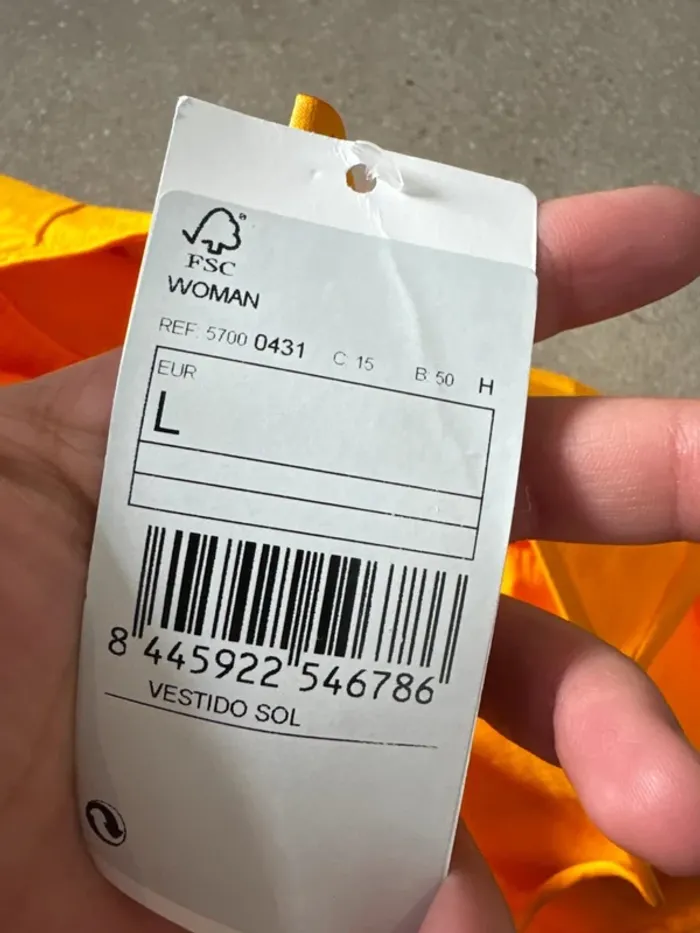 FSC®
WOMAN
REF. 5700 0431 C: 15 B: 50 H
EUR
L
8 445922 546786
VESTIDO SOL